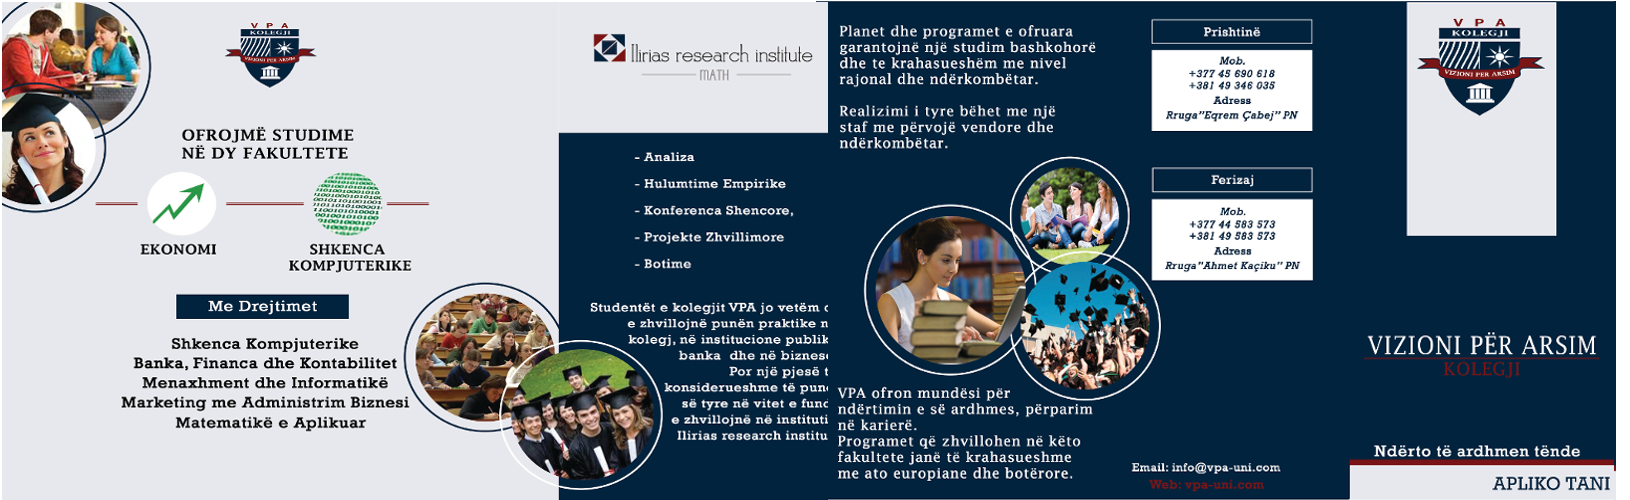 VPA
KOLEGJI
VIZIONI PËR ARSIM
OFROJMË STUDIME
NË DY FAKULTETE
EKONOMI
SHKENCA
KOMPJUTERIKE
Me Drejtimet
Shkenca Kompjuterike
Banka, Financa dhe Kontabilitet
Menaxhment dhe Informatikë
Marketing me Administrim Biznesi
Matematikë e Aplikuar
Ilirias research institute
MATH
- Analiza
- Hulumtime Empirike
- Konferenca Shencore,
- Projekte Zhvillimore
- Botime
Studentët e kolegjit VPA jo vetëm
e zhvillojnë punën praktike
kolegj, në institucione publik
banka dhe në biznes
Por një pjesë
konsiderueshme të pun
së tyre në vitet e fund
e zhvillojnë në instituti
Ilirias research institu
Planet dhe programet e ofruara
garantojnë një studim bashkohorë
dhe te krahasueshëm me nivel
rajonal dhe ndërkombëtar.
Realizimi i tyre bëhet me një
staf me përvojë vendore dhe
ndërkombëtar.
VPA ofron mundësi për
ndërtimin e së ardhmes, përparim
në karierë.
Programet që zhvillohen në këto
fakultete janë të krahasueshme
me ato europiane dhe botërore.
Prishtinë
Mob.
+377 45 690 618
+381 49 346 035
Adress
Rruga"Eqrem Çabej" PN
Ferizaj
Mob.
+377 44 583 573
+381 49 583 573
Adress
Rruga"Ahmet Kaçiku" PN
Email: info@vpa-uni.com
Web: vpa-uni.com
VPA
KOLEGJI
VIZIONI PËR ARSIM
VIZIONI PËR ARSIM
KOLEGJI
Ndërto të ardhmen tënde
APLIKO TANI